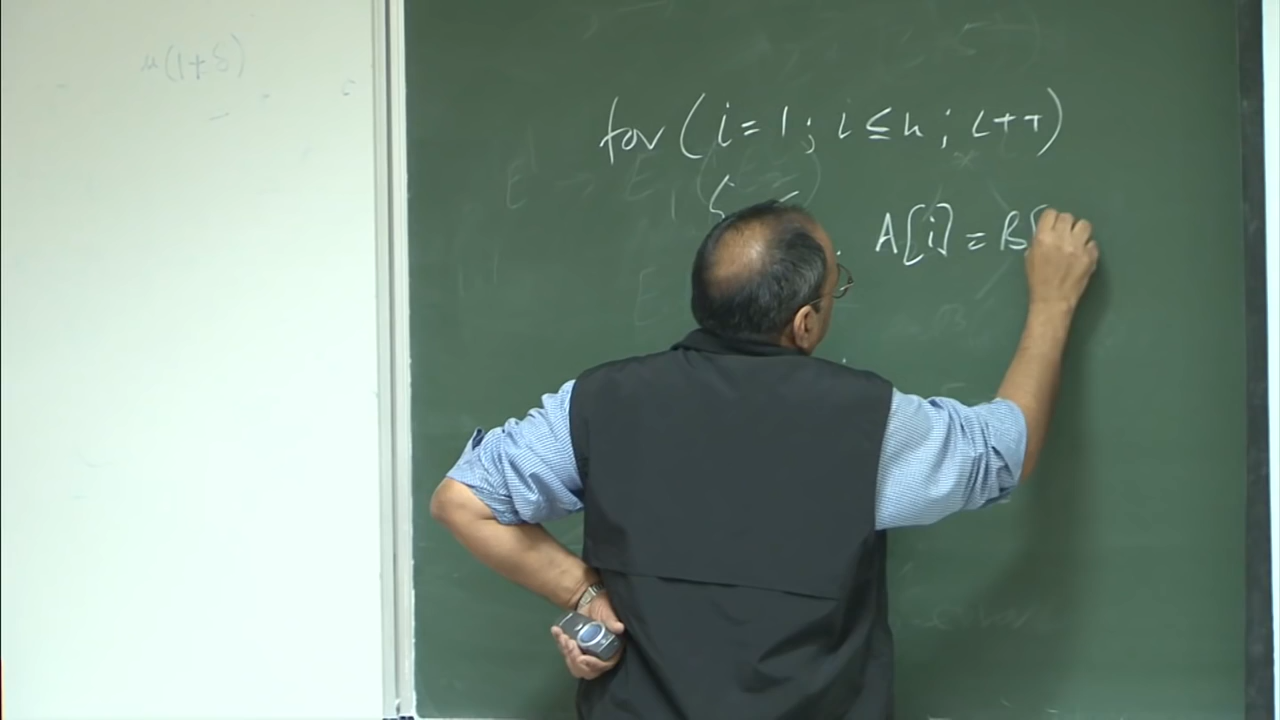 μ(1+δ)
for (i=1; i≤n; i++)
{
A[i] = B[